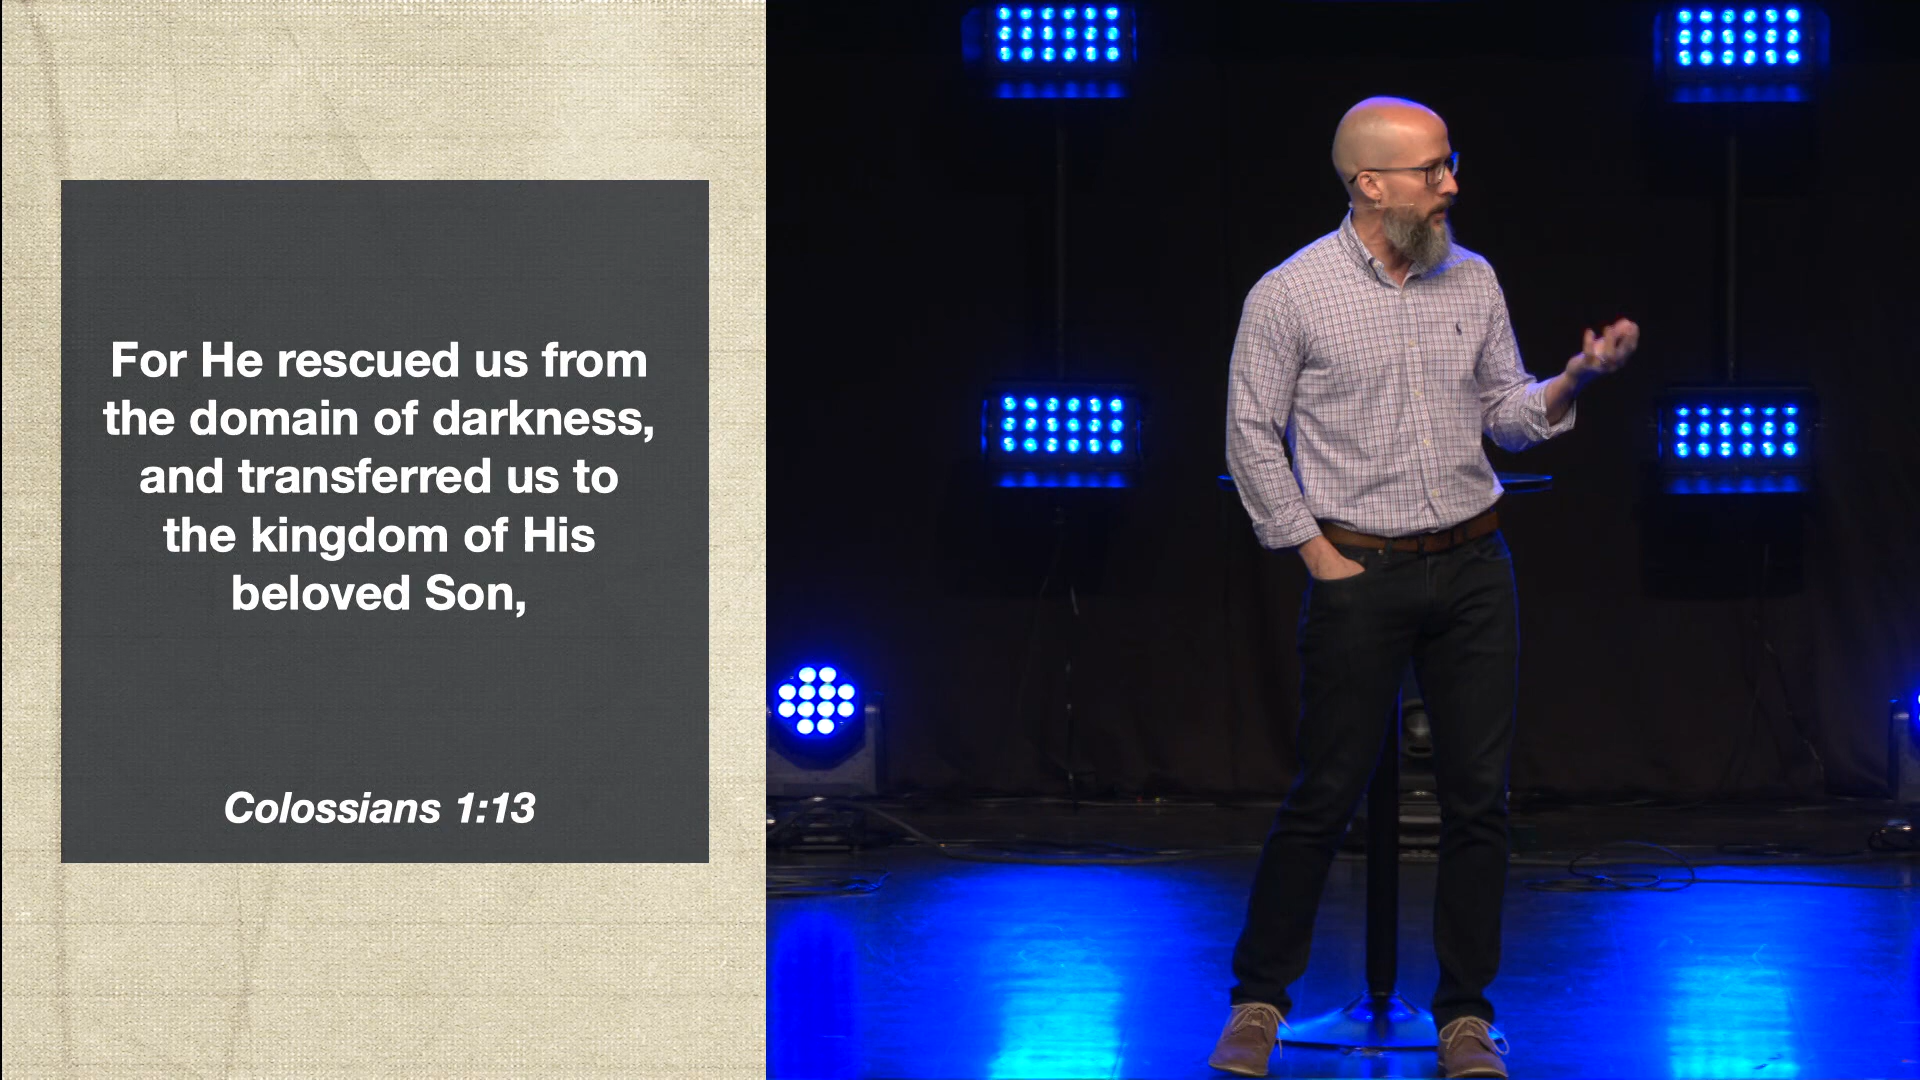 For He rescued us from
the domain of darkness,
and transferred us to
the kingdom of His
beloved Son,
Colossians 1:13